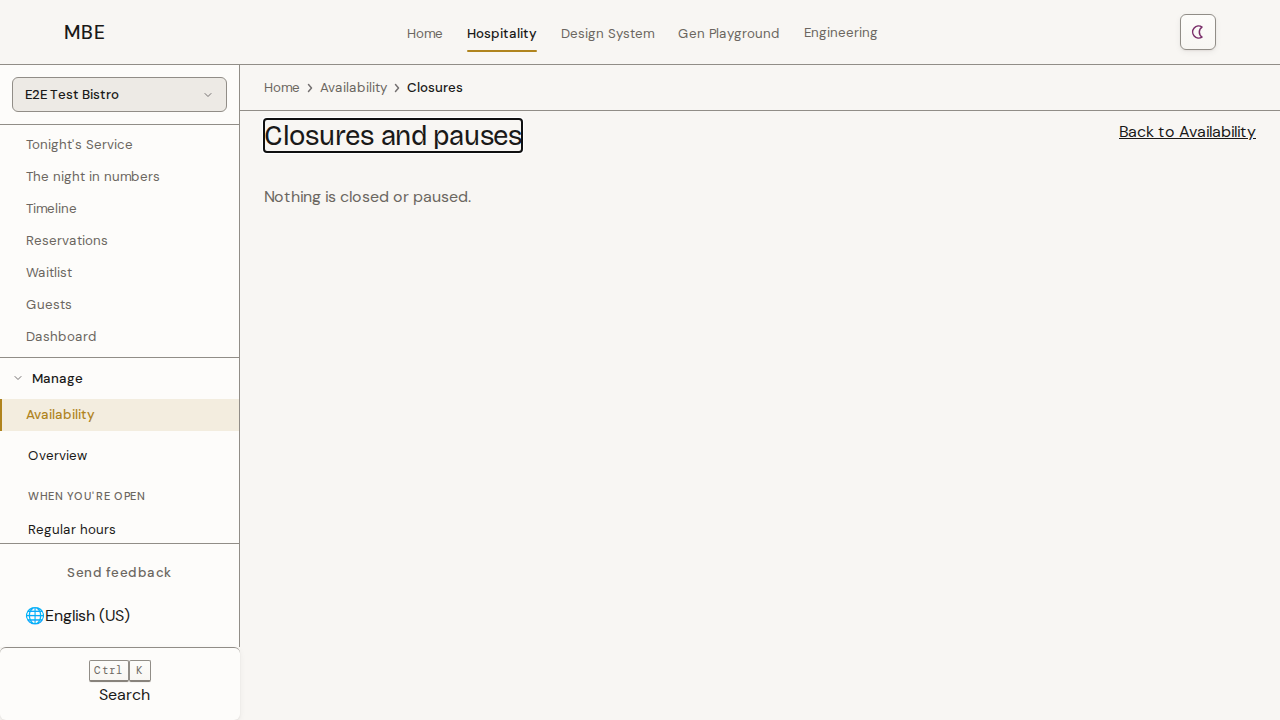 MBE
Home
Hospitality
Design System
Gen Playground
Engineering
E2E Test Bistro
Tonight's Service
The night in numbers
Timeline
Reservations
Waitlist
Guests
Dashboard
Manage
Availability
Overview
WHEN YOU'RE OPEN
Regular hours
Send feedback
English (US)
Ctrl K
Search
Home > Availability > Closures
Closures and pauses
Back to Availability
Nothing is closed or paused.